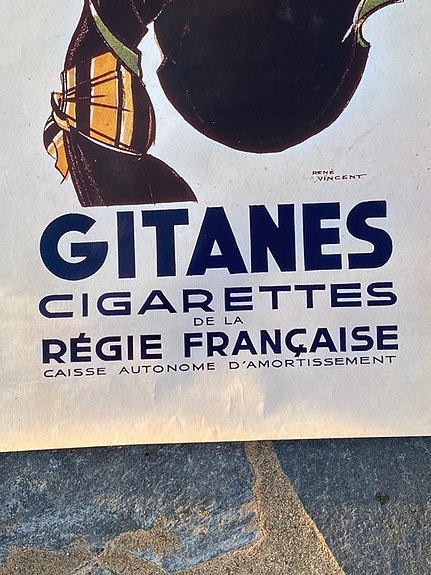 RENÉ
VINCENT
GITANES
CIGARETTES
DE LA
RÉGIE FRANÇAISE
CAISSE AUTONOME D'AMORTISSEMENT